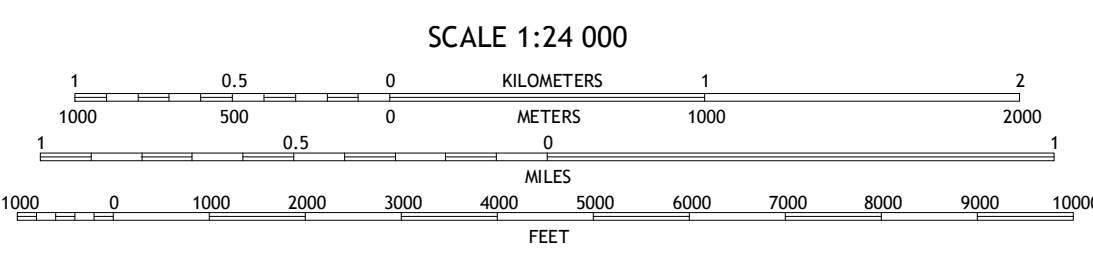 SCALE 1:24 000
1 0.5 0 KILOMETERS 1 2
1000 500 0 METERS 1000 2000
1 0.5 0 1
MILES
1000 0 1000 2000 3000 4000 5000 6000 7000 8000 9000 10000
FEET